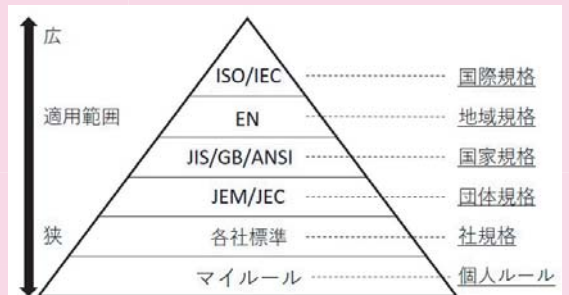 広
ISO/IEC 国際規格
適用範囲 EN 地域規格
JIS/GB/ANSI 国家規格
JEM/JEC 団体規格
狭 各社標準 社規格
マイルール 個人ルール